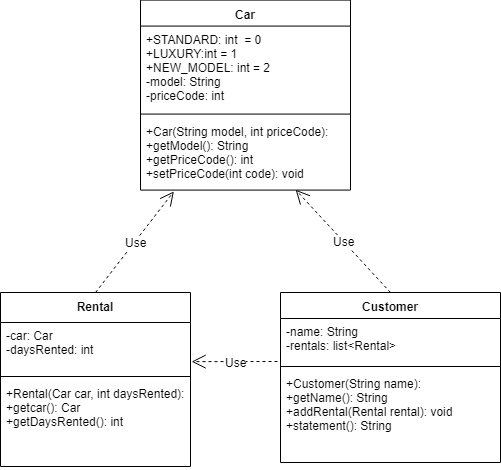 Car
+STANDARD: int = 0
+LUXURY:int = 1
+NEW_MODEL: int = 2
-model: String
-priceCode: int
+Car(String model, int priceCode):
+getModel(): String
+getPriceCode(): int
+setPriceCode(int code): void
Use
Use
Rental
-car: Car
-daysRented: int
+Rental(Car car, int daysRented):
+getcar(): Car
+getDaysRented(): int
Use
Customer
-name: String
-rentals: list<Rental>
+Customer(String name):
+getName(): String
+addRental(Rental rental): void
+statement(): String